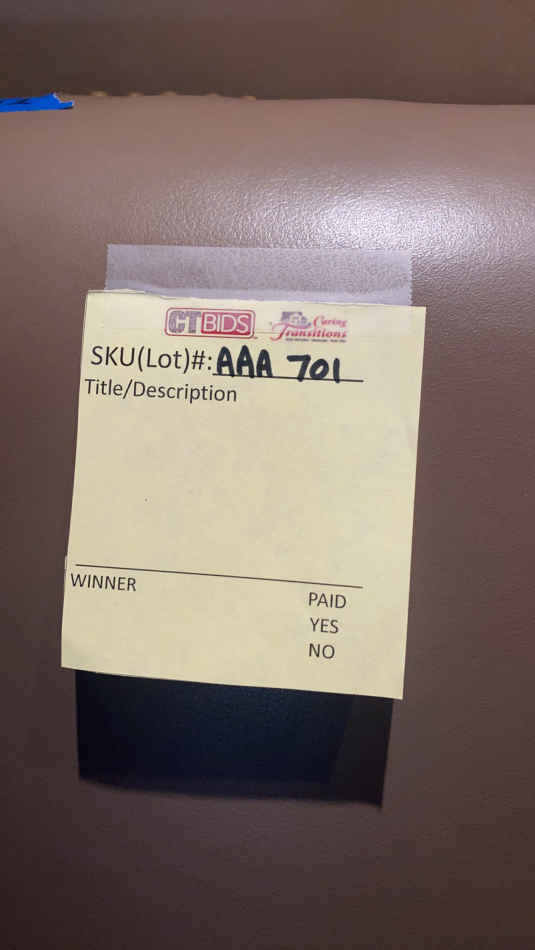 CTBIDS Caring Transitions
SKU(Lot)#: AAA 701
Title/Description
WINNER
PAID
YES
NO